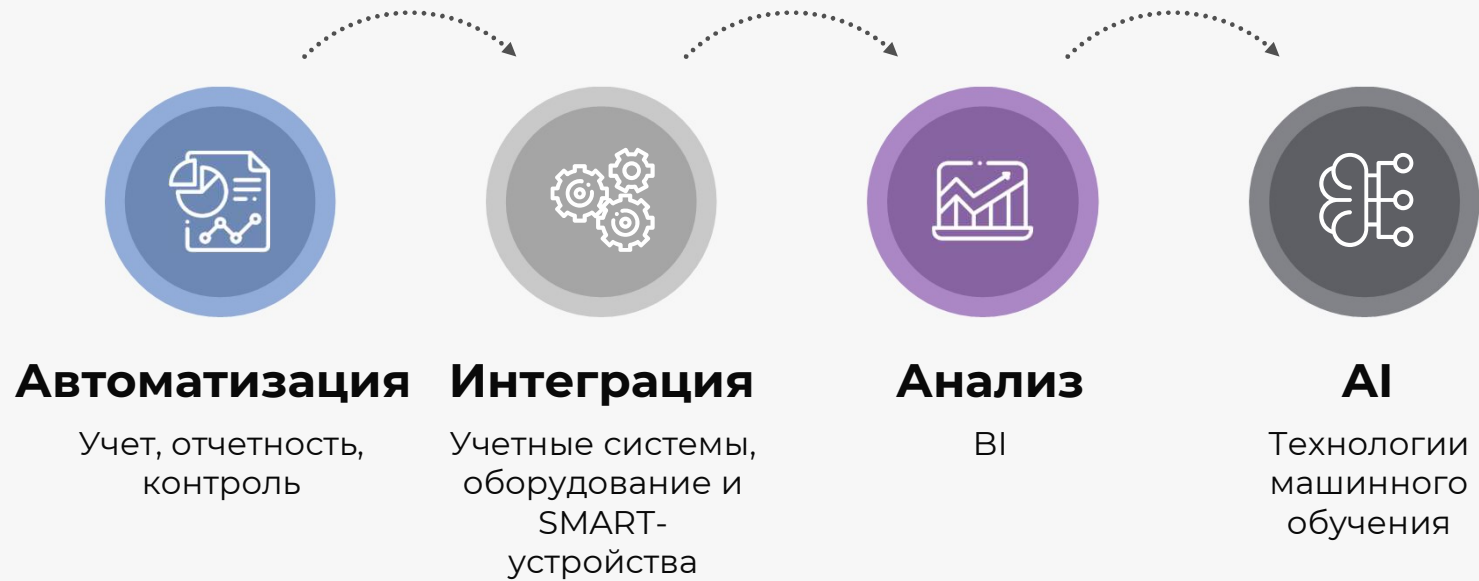 Автоматизация
Учет, отчетность,
контроль
Интеграция
Учетные системы,
оборудование и
SMART-
устройства
Анализ
BI
AI
Технологии
машинного
обучения